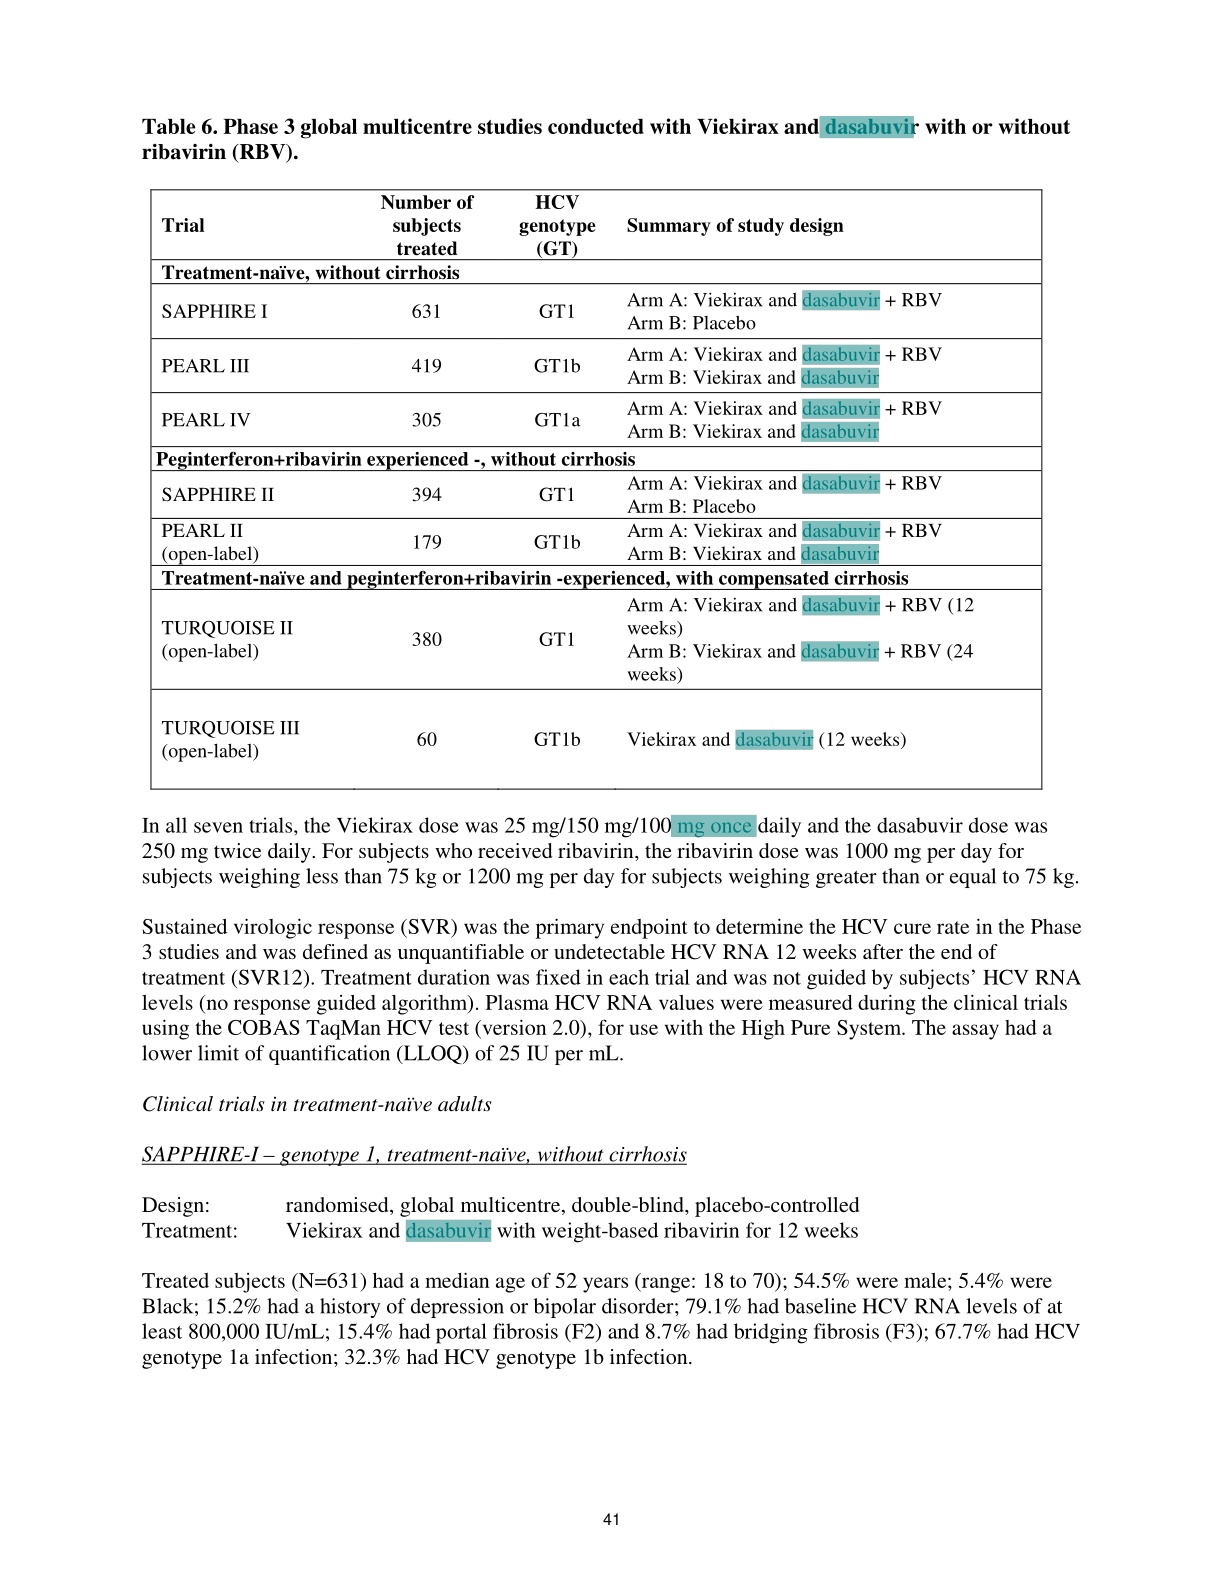 Table 6. Phase 3 global multicentre studies conducted with Viekirax and dasabuvir with or without
ribavirin (RBV).
Trial
Number of
subjects
treated
HCV
genotype
(GT)
Summary of study design
Treatment-naïve, without cirrhosis
SAPPHIRE I
631
GT1
Arm A: Viekirax and dasabuvir + RBV
Arm B: Placebo
PEARL III
419
GT1b
Arm A: Viekirax and dasabuvir + RBV
Arm B: Viekirax and dasabuvir
PEARL IV
305
GT1a
Arm A: Viekirax and dasabuvir + RBV
Arm B: Viekirax and dasabuvir
Peginterferon+ribavirin experienced -, without cirrhosis
SAPPHIRE II
394
GT1
Arm A: Viekirax and dasabuvir + RBV
Arm B: Placebo
PEARL II
(open-label)
179
GT1b
Arm A: Viekirax and dasabuvir + RBV
Arm B: Viekirax and dasabuvir
Treatment-naïve and peginterferon+ribavirin -experienced, with compensated cirrhosis
TURQUOISE II
(open-label)
380
GT1
Arm A: Viekirax and dasabuvir + RBV (12
weeks)
Arm B: Viekirax and dasabuvir + RBV (24
weeks)
TURQUOISE III
(open-label)
60
GT1b
Viekirax and dasabuvir (12 weeks)
In all seven trials, the Viekirax dose was 25 mg/150 mg/100 mg once daily and the dasabuvir dose was
250 mg twice daily. For subjects who received ribavirin, the ribavirin dose was 1000 mg per day for
subjects weighing less than 75 kg or 1200 mg per day for subjects weighing greater than or equal to 75 kg.
Sustained virologic response (SVR) was the primary endpoint to determine the HCV cure rate in the Phase
3 studies and was defined as unquantifiable or undetectable HCV RNA 12 weeks after the end of
treatment (SVR12). Treatment duration was fixed in each trial and was not guided by subjects’ HCV RNA
levels (no response guided algorithm). Plasma HCV RNA values were measured during the clinical trials
using the COBAS TaqMan HCV test (version 2.0), for use with the High Pure System. The assay had a
lower limit of quantification (LLOQ) of 25 IU per mL.
Clinical trials in treatment-naïve adults
SAPPHIRE-I – genotype 1, treatment-naïve, without cirrhosis
Design: randomised, global multicentre, double-blind, placebo-controlled
Treatment: Viekirax and dasabuvir with weight-based ribavirin for 12 weeks
Treated subjects (N=631) had a median age of 52 years (range: 18 to 70); 54.5% were male; 5.4% were
Black; 15.2% had a history of depression or bipolar disorder; 79.1% had baseline HCV RNA levels of at
least 800,000 IU/mL; 15.4% had portal fibrosis (F2) and 8.7% had bridging fibrosis (F3); 67.7% had HCV
genotype 1a infection; 32.3% had HCV genotype 1b infection.
41